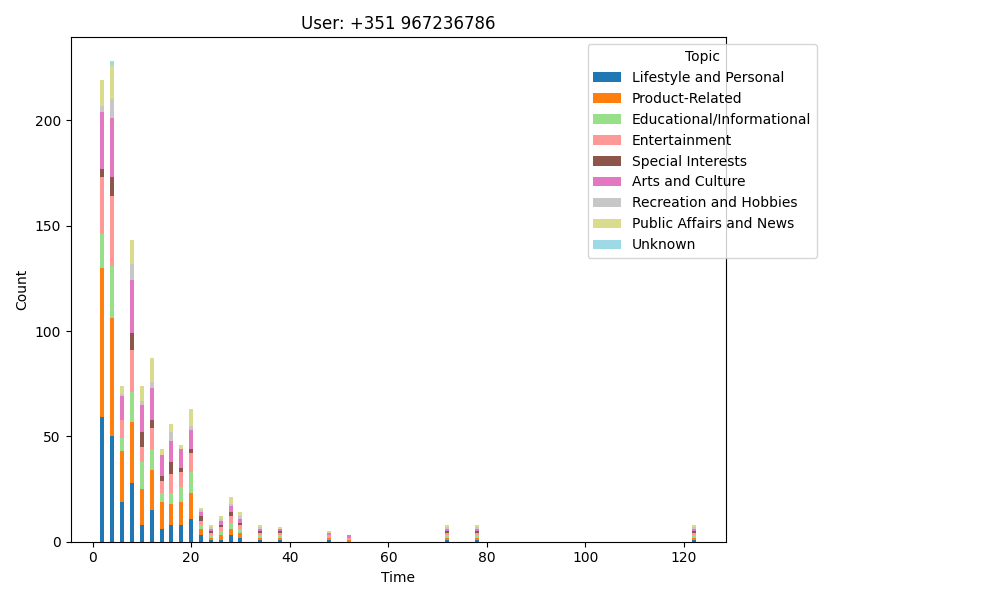 User: +351 967236786
Topic
Lifestyle and Personal
Product-Related
Educational/Informational
Entertainment
Special Interests
Arts and Culture
Recreation and Hobbies
Public Affairs and News
Unknown
Count
200
150
100
50
0
0 20 40 60 80 100 120
Time